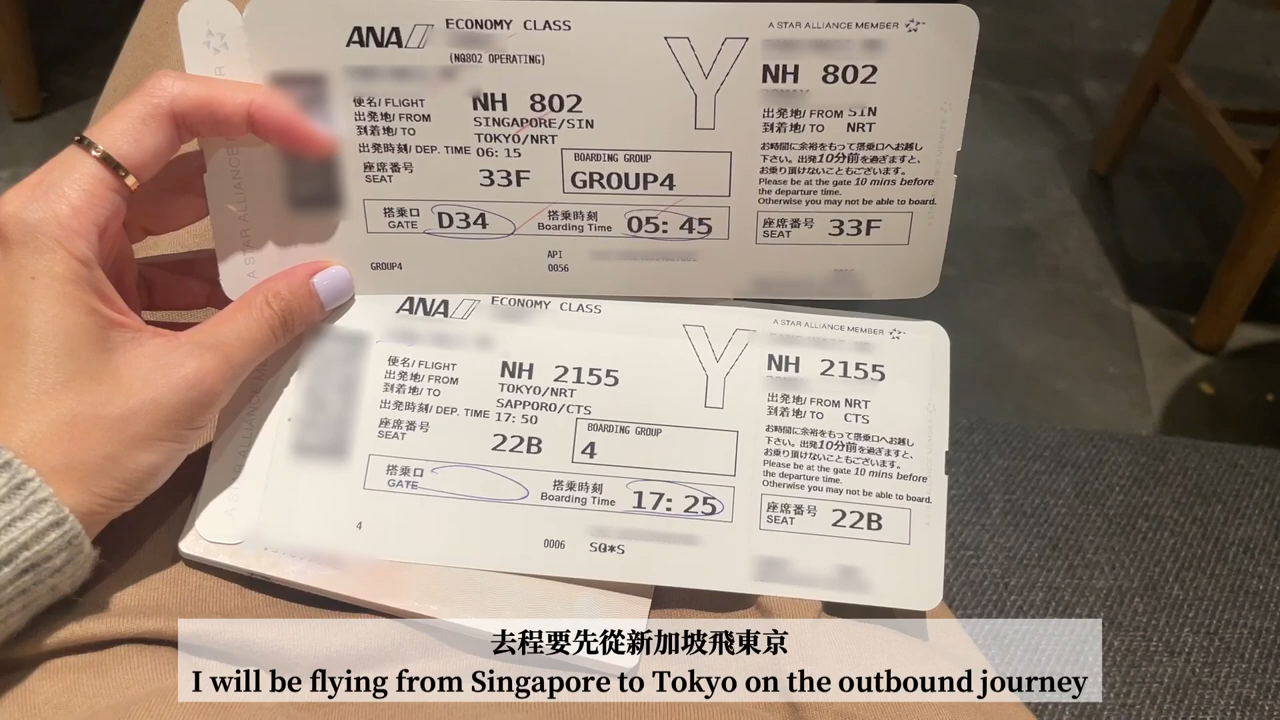 ANA
ECONOMY CLASS
(NQ802 OPERATING)
Y
A STAR ALLIANCE MEMBER
便名/ FLIGHT NH 802
出発地/ FROM SINGAPORE/SIN
到着地/ TO TOKYO/NRT
出発時刻/ DEP. TIME 06: 15
座席番号
SEAT 33F
BOARDING GROUP
GROUP4
搭乗口
GATE D34
搭乗時刻
Boarding Time 05: 45
GROUP4
API
0056
NH 802
出発地/ FROM SIN
到着地/ TO NRT
お時間に余裕をもって搭乗口へお越し
下さい。出発10分前を過ぎますと、
お乗り頂けないこともございます。
Please be at the gate 10 mins before
the departure time.
Otherwise you may not be able to board.
座席番号
SEAT 33F
A STAR ALLIANCE
ANA
ECONOMY CLASS
Y
A STAR ALLIANCE MEMBER
便名/ FLIGHT NH 2155
出発地/ FROM TOKYO/NRT
到着地/ TO SAPPORO/CTS
出発時刻/ DEP. TIME 17: 50
座席番号
SEAT 22B
BOARDING GROUP
4
搭乗口
GATE
搭乗時刻
Boarding Time 17: 25
4
0006 SQ*S
NH 2155
出発地/ FROM NRT
到着地/ TO CTS
お時間に余裕をもって搭乗口へお越し
下さい。出発10分前を過ぎますと、
お乗り頂けないこともございます。
Please be at the gate 10 mins before
the departure time.
Otherwise you may not be able to board.
座席番号
SEAT 22B
去程要先從新加坡飛東京
I will be flying from Singapore to Tokyo on the outbound journey